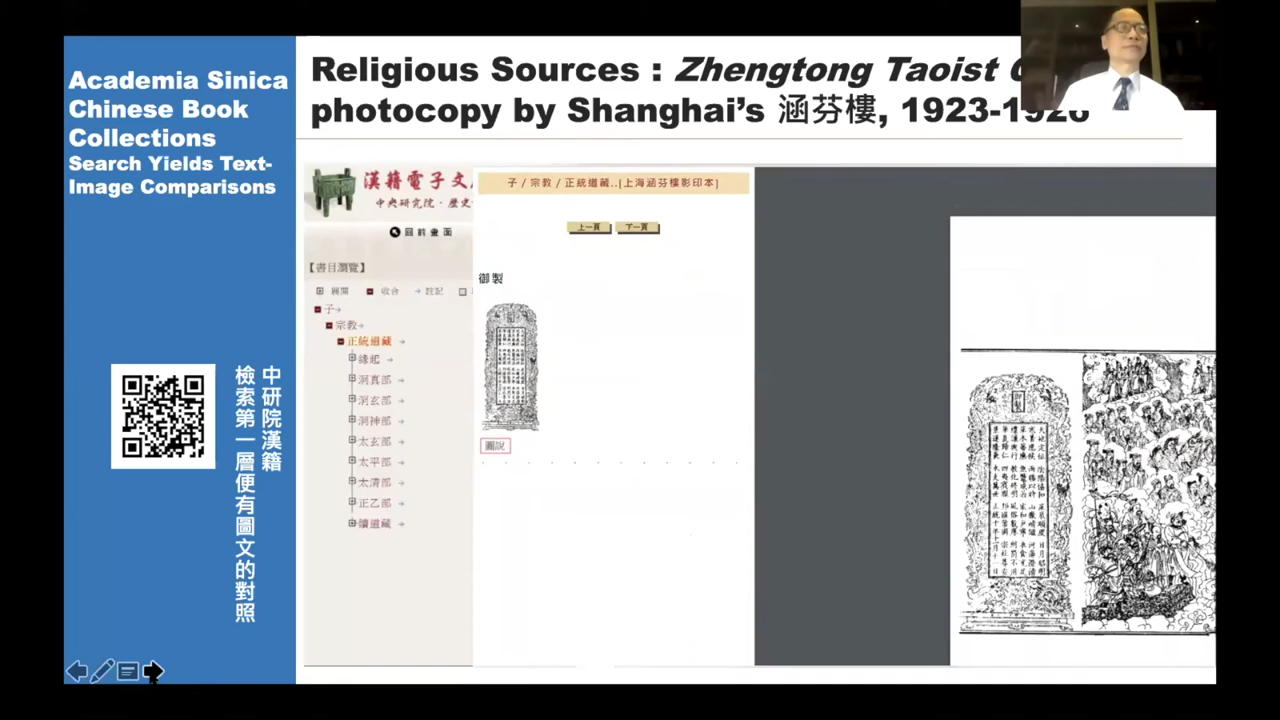 Academia Sinica
Chinese Book
Collections
Search Yields Text-
Image Comparisons
中研院漢籍
檢索第一層便有圖文的對照
Religious Sources : Zhengtong Taoist
photocopy by Shanghai's 涵芬樓, 1923-1926
漢籍電子文
中央研究院・歷史
回前畫面
【書目瀏覽】
展開 收合 註記
子
宗教
正統道藏
緣起
洞真部
洞玄部
洞神部
太玄部
太平部
太清部
正乙部
續道藏
子 / 宗教 / 正統道藏..[上海涵芬樓影印本]
上一頁 下一頁
御製
圖說
御製